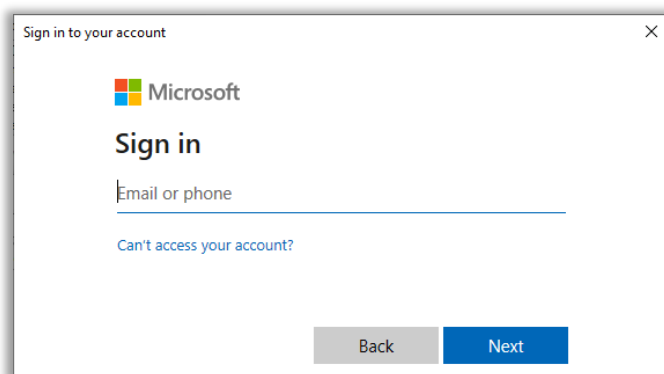 Sign in to your account
Microsoft
Sign in
Email or phone
Can't access your account?
Back Next